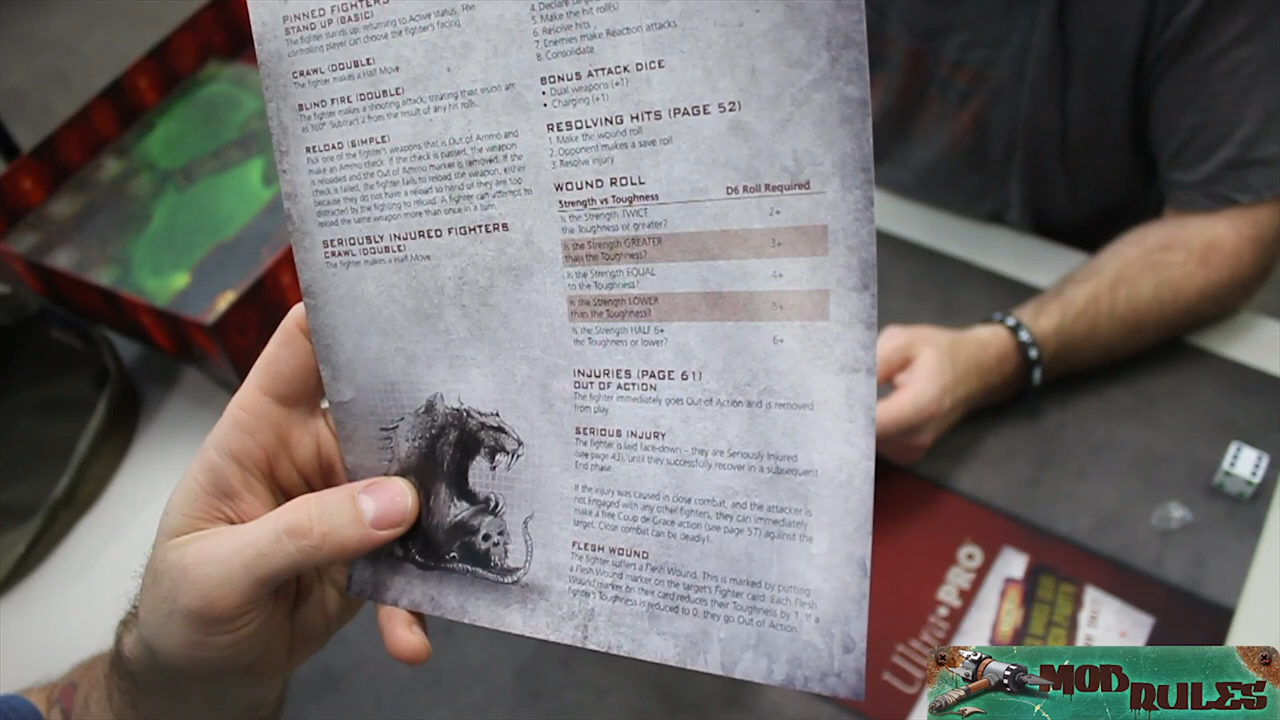 PINNED FIGHTERS
STAND UP (BASIC)
The fighter stands up, returning to Active status. The
controlling player can choose the fighter's facing.
CRAWL (DOUBLE)
The fighter makes a Half Move.
BLIND FIRE (DOUBLE)
The fighter makes a shooting attack, treating their vision arc
as 360°. Subtract 2 from the result of any hit rolls.
RELOAD (SIMPLE)
Pick one of the fighter's weapons that is Out of Ammo and
make an Ammo check. If the check is passed, the weapon
is reloaded and the Out of Ammo marker is removed. If the
check is failed, the fighter fails to reload the weapon, either
because they do not have a reload to hand or they are too
distracted by the fighting to reload. A fighter can attempt to
reload the same weapon more than once in a turn.
SERIOUSLY INJURED FIGHTERS
CRAWL (DOUBLE)
The fighter makes a Half Move.
4. Declare
5. Make the hit roll(s)
6. Resolve hits
7. Enemies make Reaction attacks
8. Consolidate
BONUS ATTACK DICE
• Dual weapons (+1)
• Charging (+1)
RESOLVING HITS (PAGE 52)
1. Make the wound roll
2. Opponent makes a save roll
3. Resolve injury
WOUND ROLL
Strength vs Toughness D6 Roll Required
Is the Strength TWICE
the Toughness or greater? 2+
Is the Strength GREATER
than the Toughness? 3+
Is the Strength EQUAL
to the Toughness? 4+
Is the Strength LOWER
than the Toughness? 5+
Is the Strength HALF 6+
the Toughness or lower? 6+
INJURIES (PAGE 61)
OUT OF ACTION
The fighter immediately goes Out of Action and is removed
from play.
SERIOUS INJURY
The fighter is laid face-down – they are Seriously Injured
(see page 43), until they successfully recover in a subsequent
End phase.
If the injury was caused in close combat, and the attacker is
not Engaged with any other fighters, they can immediately
make a free Coup de Grace action (see page 57) against the
target. Close combat can be deadly!
FLESH WOUND
The fighter suffers a Flesh Wound. This is marked by putting
a Flesh Wound marker on the target's Fighter card. Each Flesh
Wound marker on their card reduces their Toughness by 1. If a
fighter's Toughness is reduced to 0, they go Out of Action.
Ultra•PRO
MOB RULES